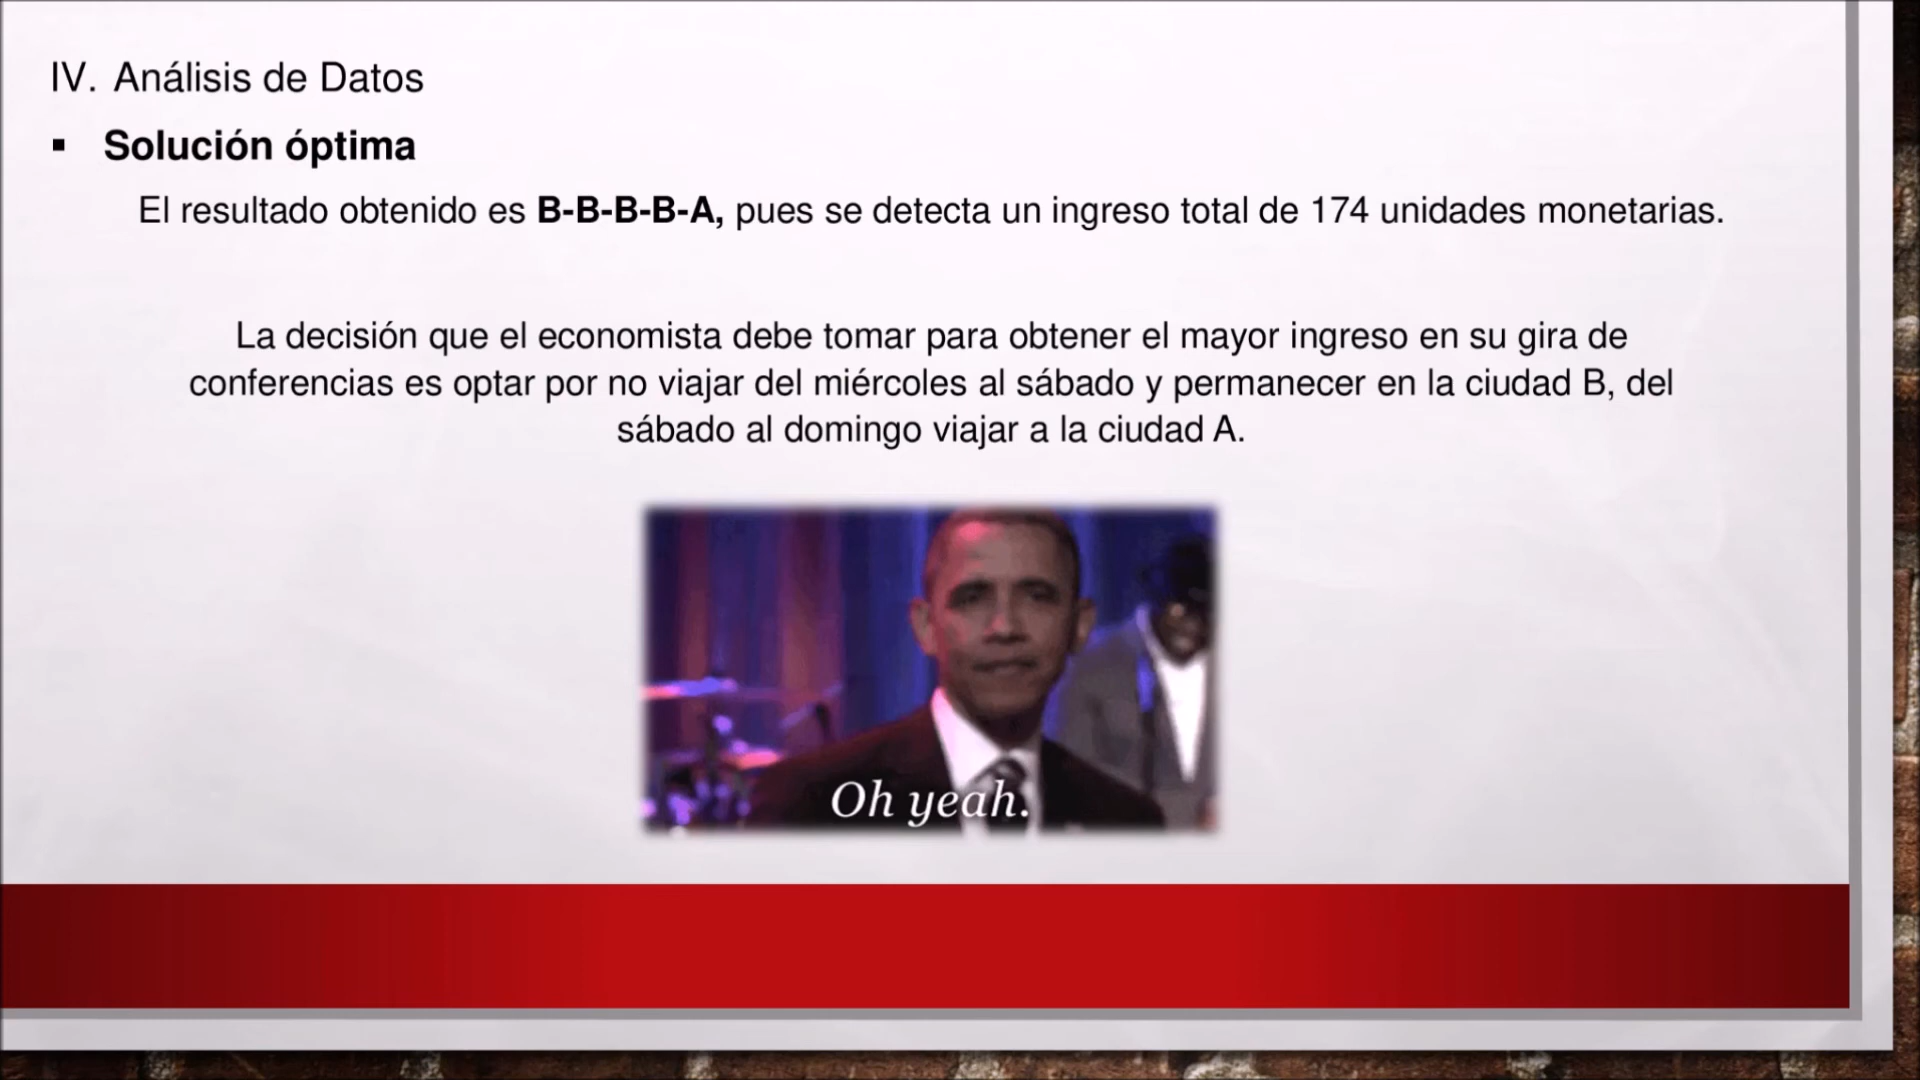 IV. Análisis de Datos
▪ Solución óptima
El resultado obtenido es B-B-B-B-A, pues se detecta un ingreso total de 174 unidades monetarias.
La decisión que el economista debe tomar para obtener el mayor ingreso en su gira de
conferencias es optar por no viajar del miércoles al sábado y permanecer en la ciudad B, del
sábado al domingo viajar a la ciudad A.
Oh yeah.